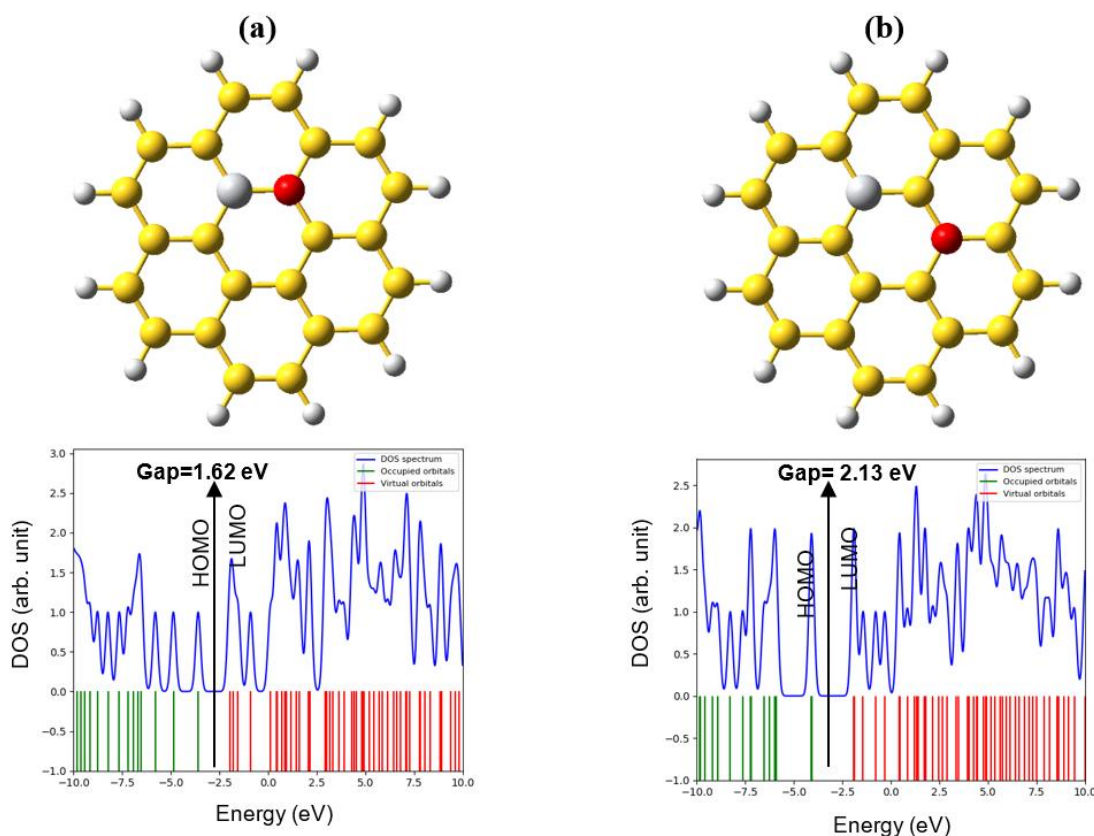 (a)
(b)
Gap=1.62 eV
DOS spectrum
Occupied orbitals
Virtual orbitals
HOMO
LUMO
DOS (arb. unit)
3.0
2.5
2.0
1.5
1.0
0.5
0.0
−0.5
−1.0
−10.0 −7.5 −5.0 −2.5 0.0 2.5 5.0 7.5 10.0
Energy (eV)
Gap= 2.13 eV
DOS spectrum
Occupied orbitals
Virtual orbitals
HOMO
LUMO
DOS (arb. unit)
2.5
2.0
1.5
1.0
0.5
0.0
−0.5
−1.0
−10.0 −7.5 −5.0 −2.5 0.0 2.5 5.0 7.5 10.0
Energy (eV)